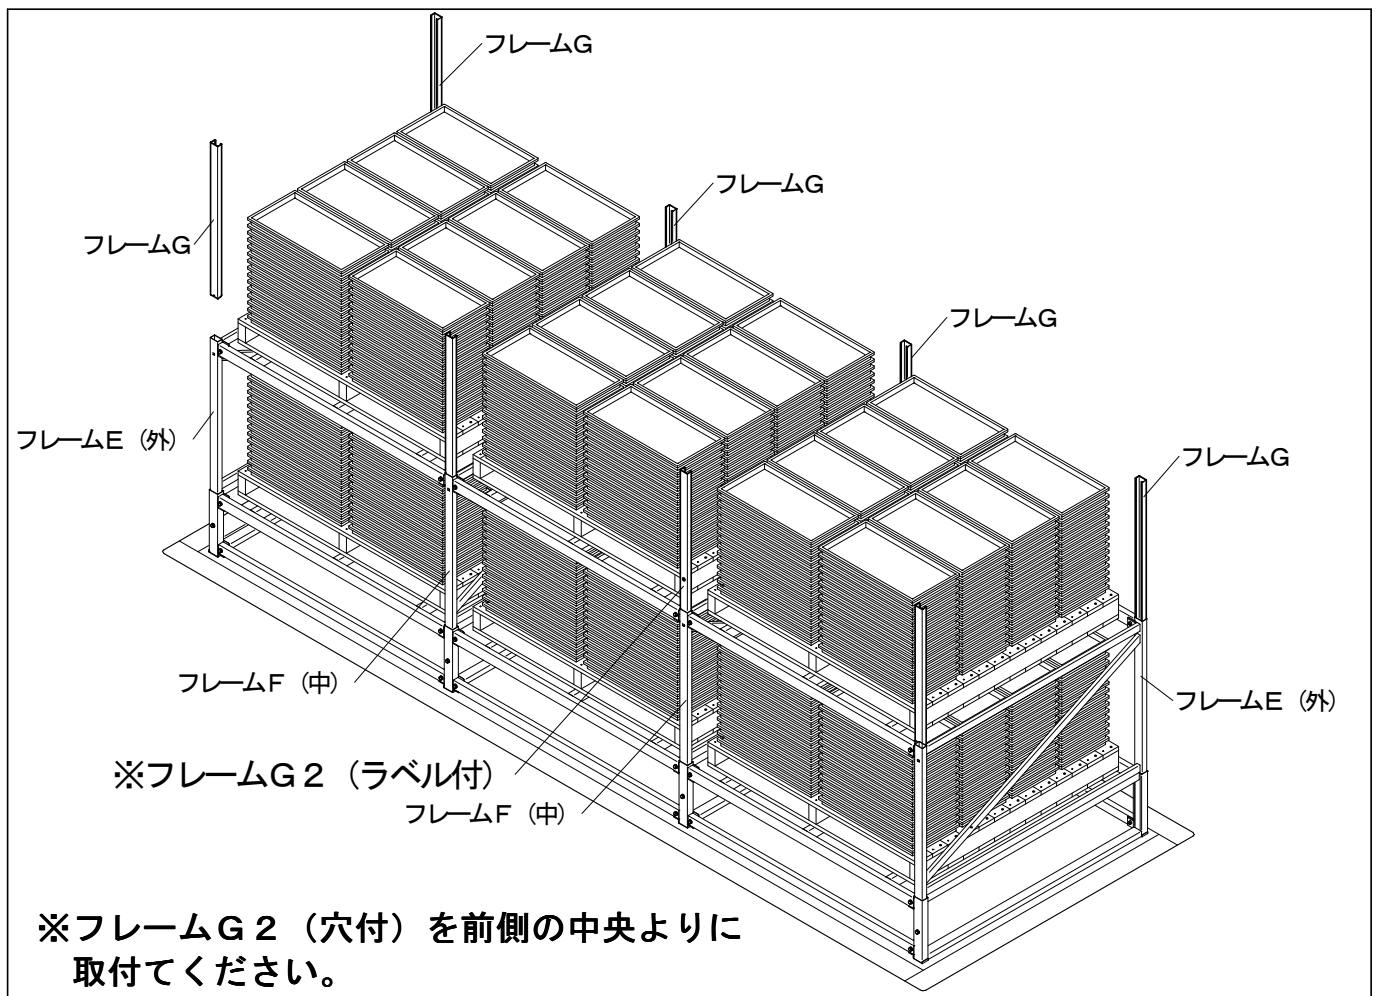 フレームG
フレームG
フレームG
フレームG
フレームE（外）
フレームG
フレームF（中）
フレームE（外）
※フレームG２（ラベル付）
フレームF（中）
※フレームG２（穴付）を前側の中央よりに
取付てください。